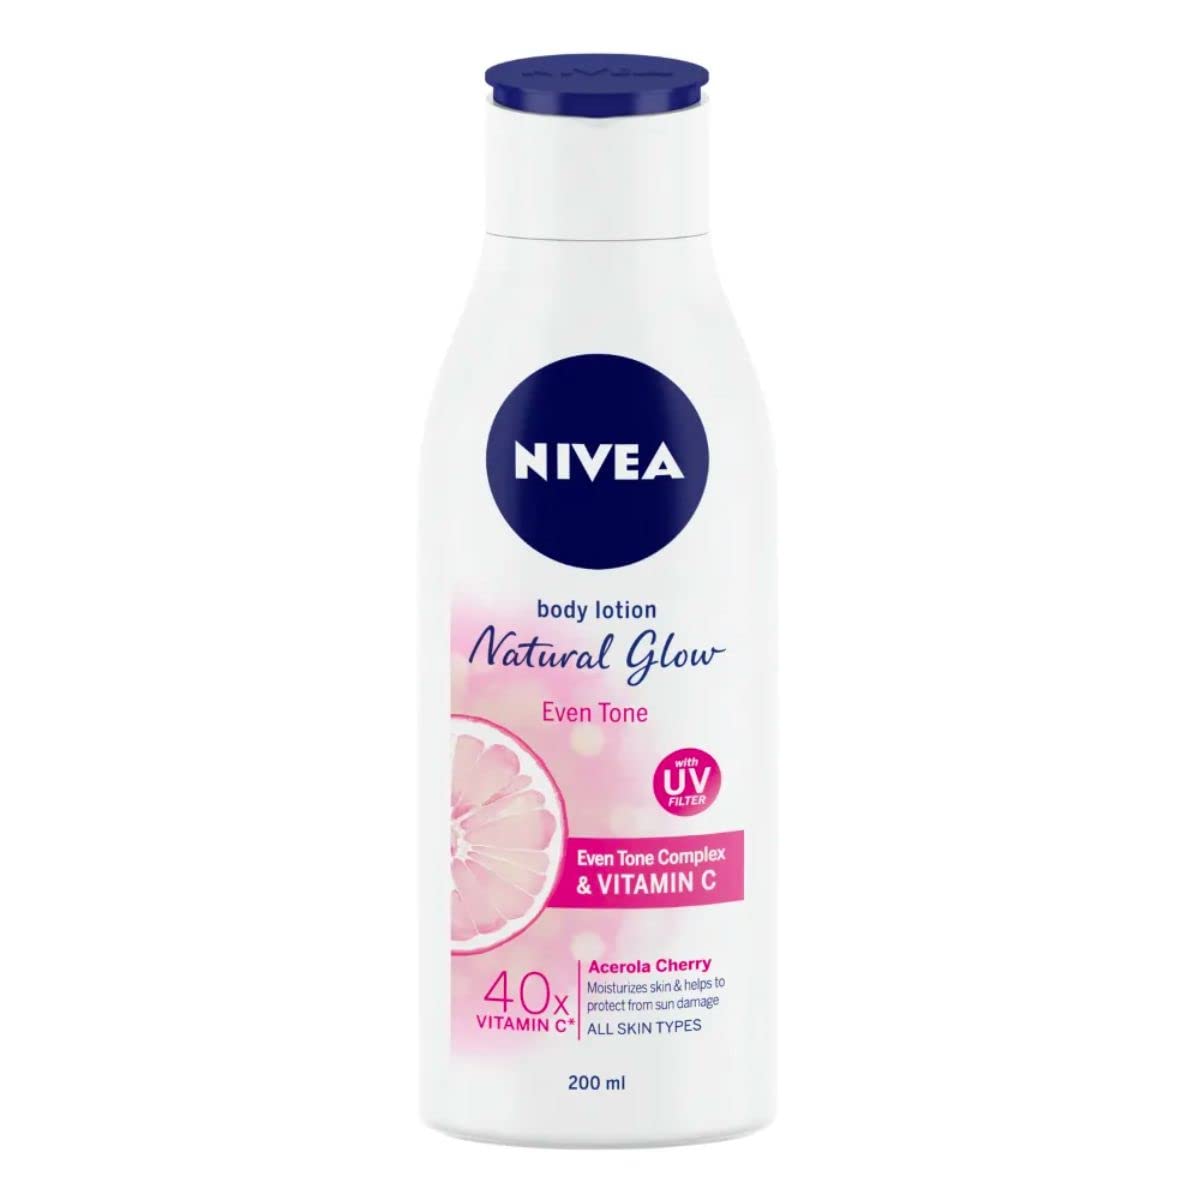 NIVEA
NIVEA
body lotion
Natural Glow
Even Tone
with
UV
FILTER
Even Tone Complex
& VITAMIN C
40x
VITAMIN C*
Acerola Cherry
Moisturizes skin & helps to
protect from sun damage
ALL SKIN TYPES
200 ml